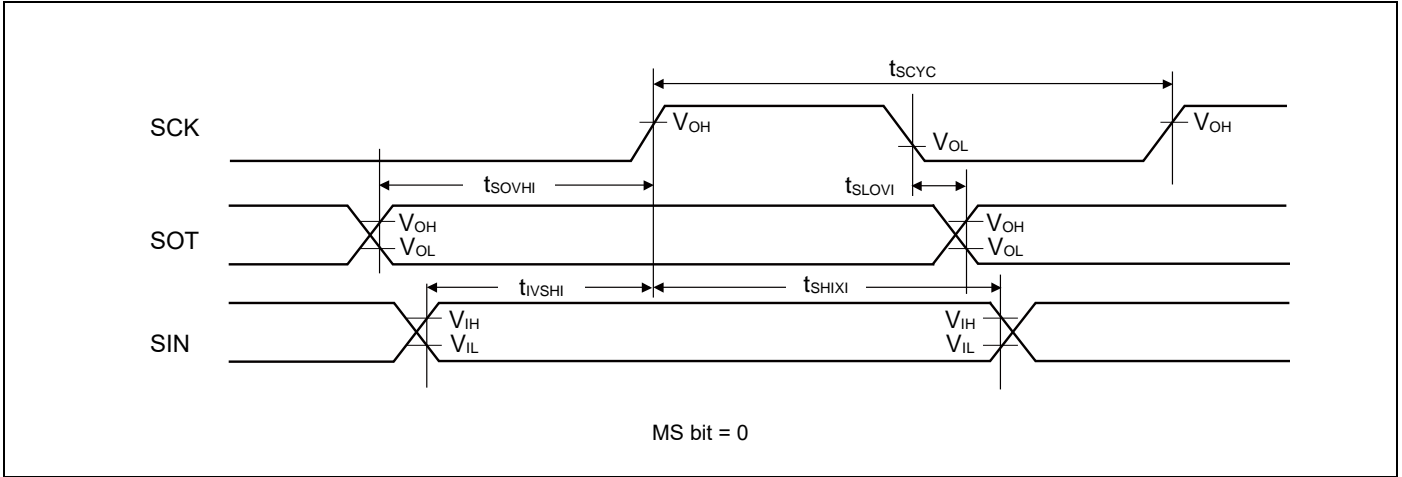 tSCYC
SCK
VOH
VOL
VOH
tSOVHI
tSLOVI
SOT
VOH
VOL
VOH
VOL
tIVSHI
tSHIXI
SIN
VIH
VIL
VIH
VIL
MS bit = 0